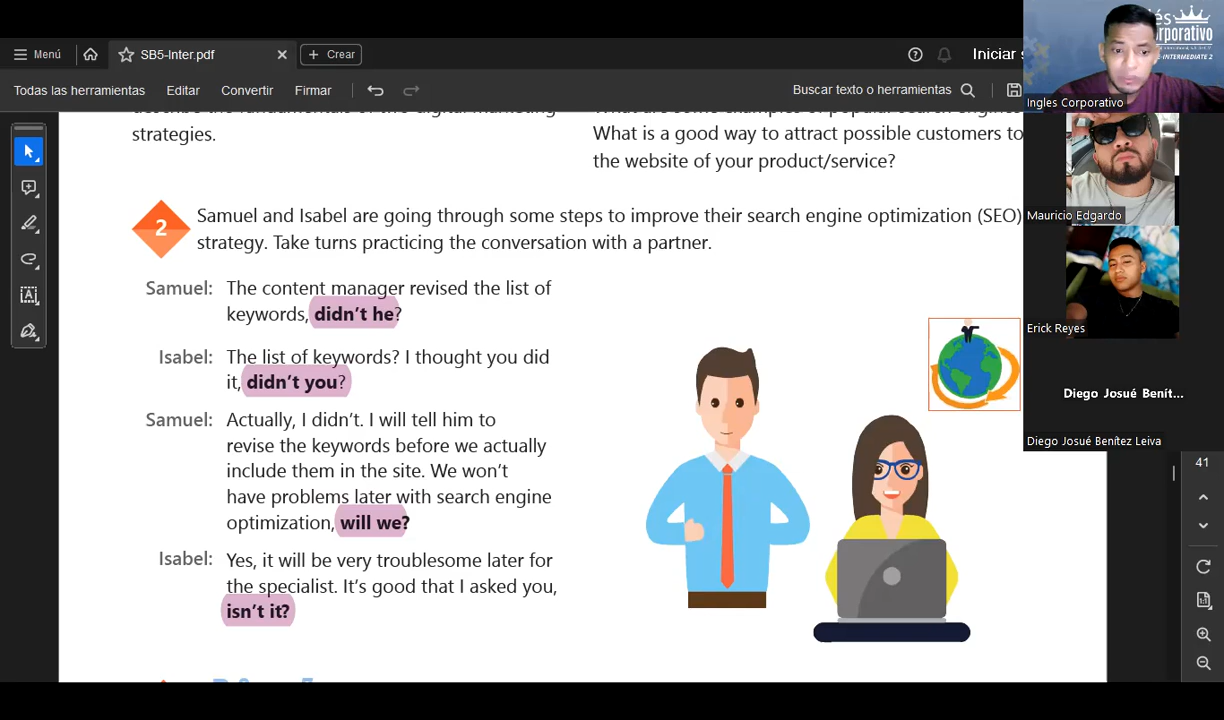 Menú
SB5-Inter.pdf
Crear
Iniciar s
Todas las herramientas
Editar
Convertir
Firmar
Buscar texto o herramientas
strategies.
What is a good way to attract possible customers to
the website of your product/service?
2
Samuel and Isabel are going through some steps to improve their search engine optimization (SEO)
strategy. Take turns practicing the conversation with a partner.
Samuel: The content manager revised the list of
keywords, didn't he?
Isabel: The list of keywords? I thought you did
it, didn't you?
Samuel: Actually, I didn't. I will tell him to
revise the keywords before we actually
include them in the site. We won't
have problems later with search engine
optimization, will we?
Isabel: Yes, it will be very troublesome later for
the specialist. It's good that I asked you,
isn't it?
és
orporativo
E-INTERMEDIATE 2
Ingles Corporativo
Mauricio Edgardo
Erick Reyes
Diego Josué Benít...
Diego Josué Benítez Leiva
41
1:1